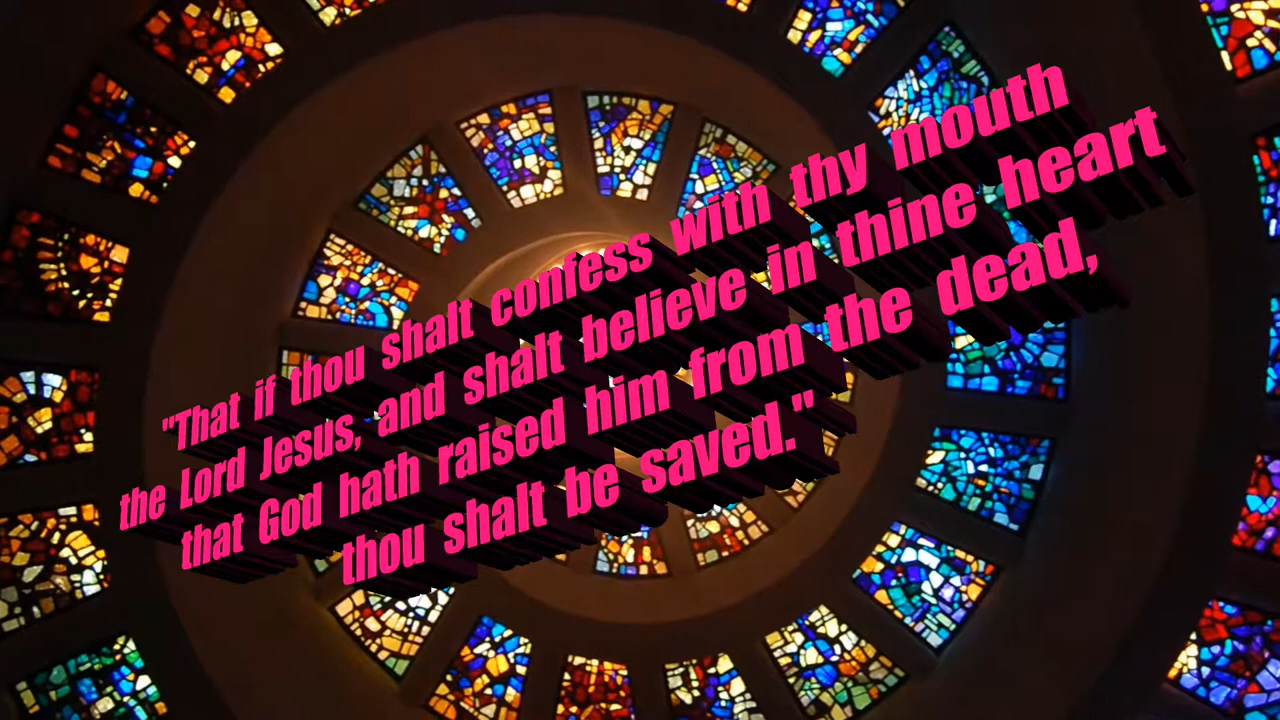 "That if thou shalt confess with thy mouth
the Lord Jesus, and shalt believe in thine heart
that God hath raised him from the dead,
thou shalt be saved."